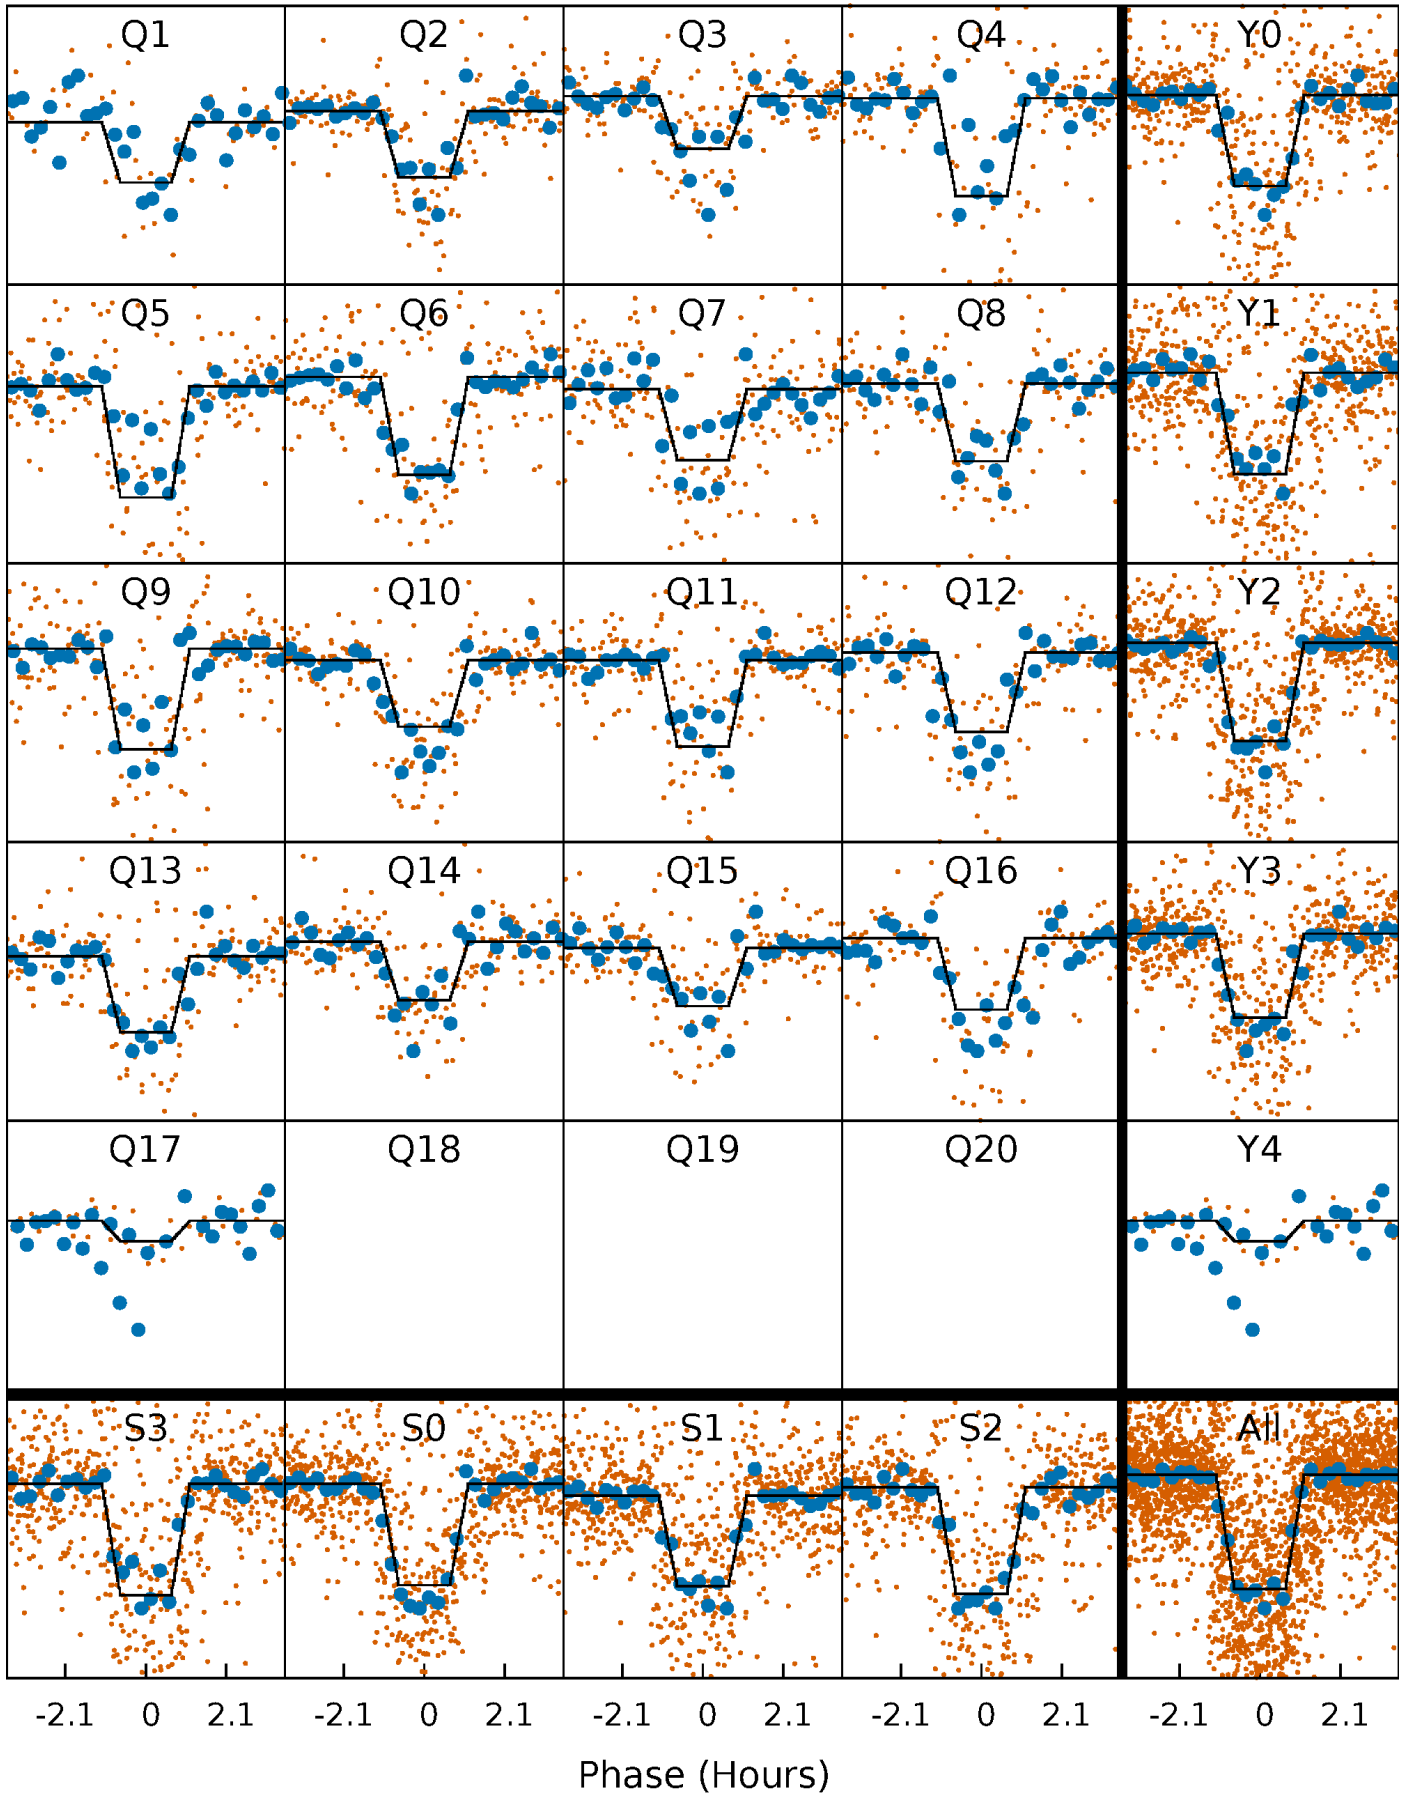 Q1 Q2 Q3 Q4 Y0
Q5 Q6 Q7 Q8 Y1
Q9 Q10 Q11 Q12 Y2
Q13 Q14 Q15 Q16 Y3
Q17 Q18 Q19 Q20 Y4
S3 S0 S1 S2 All
-2.1 0 2.1 -2.1 0 2.1 -2.1 0 2.1 -2.1 0 2.1 -2.1 0 2.1
Phase (Hours)